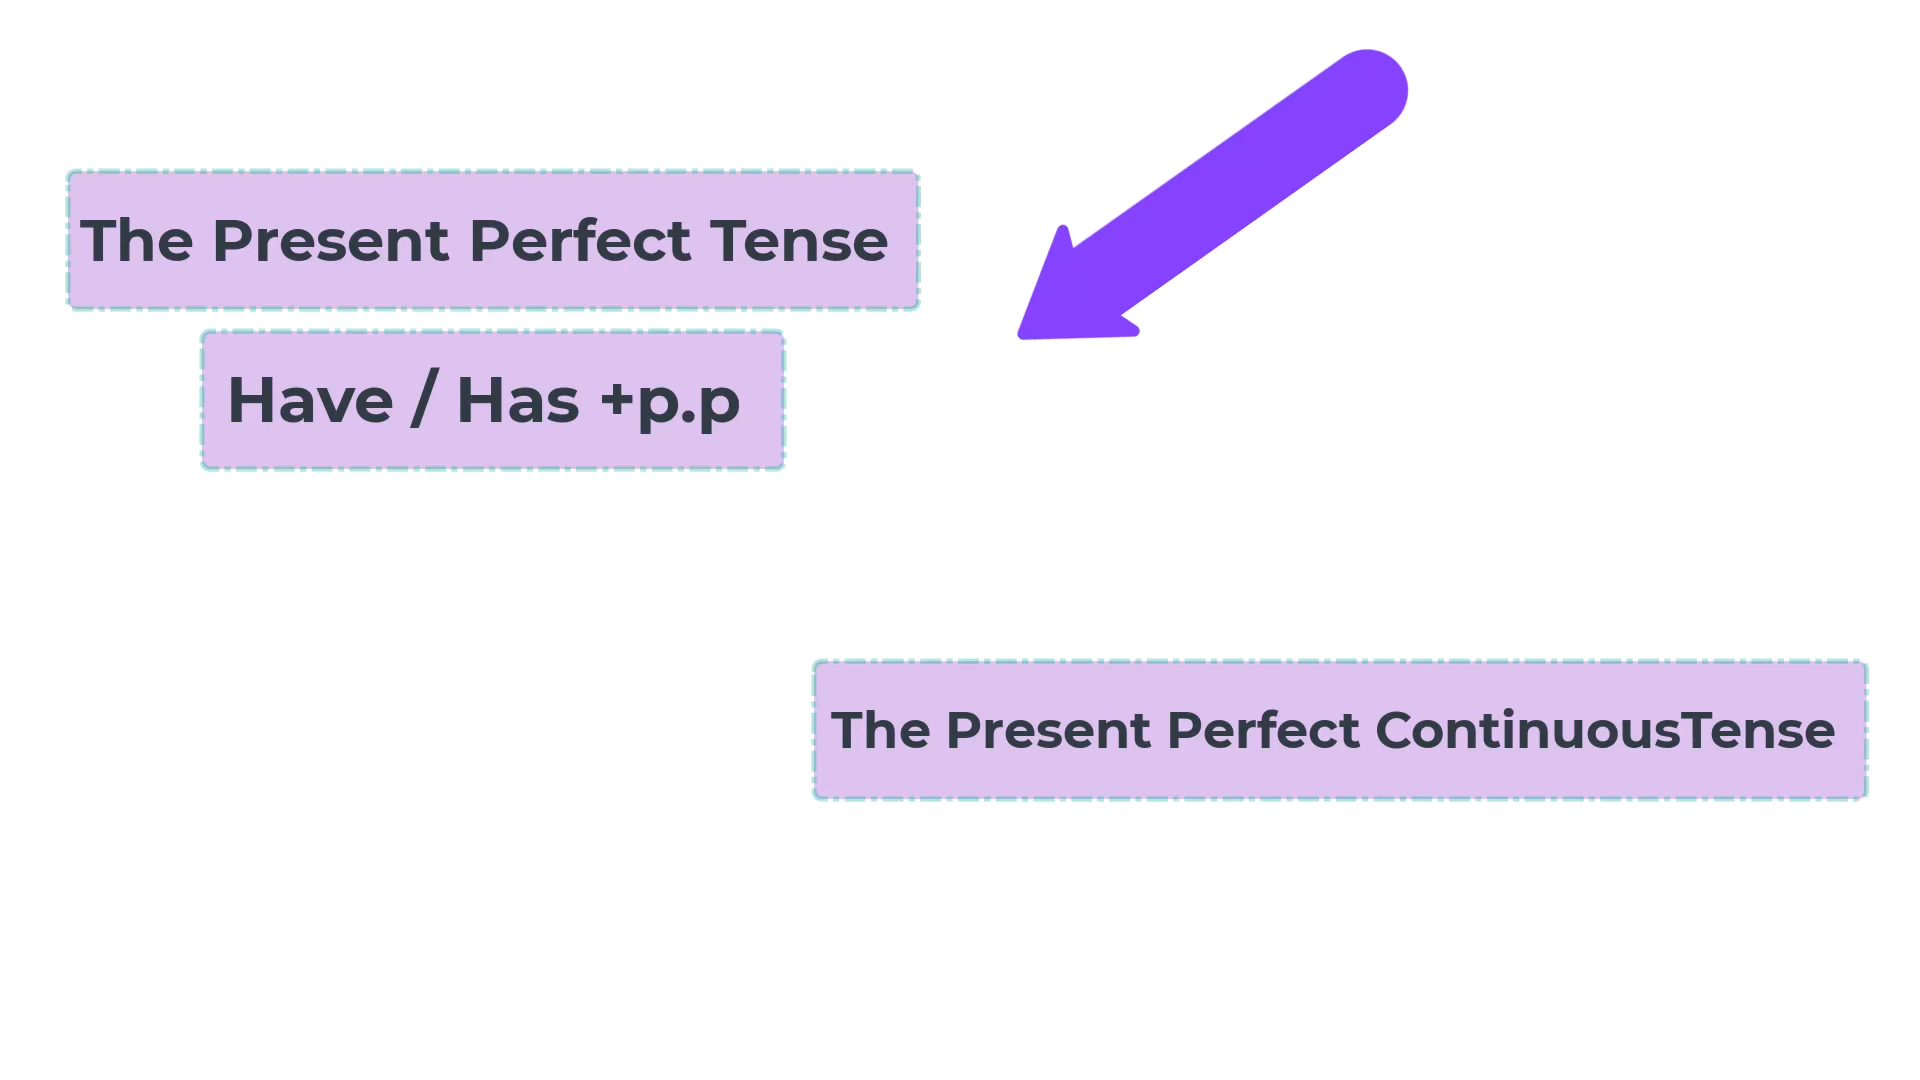 The Present Perfect Tense
Have / Has +p.p
The Present Perfect ContinuousTense